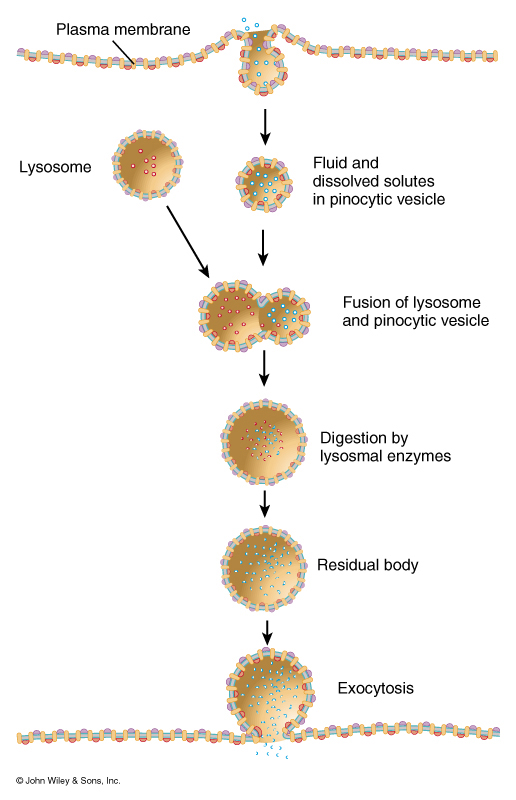 Plasma membrane
Lysosome
Fluid and
dissolved solutes
in pinocytic vesicle
Fusion of lysosome
and pinocytic vesicle
Digestion by
lysosmal enzymes
Residual body
Exocytosis
© John Wiley & Sons, Inc.